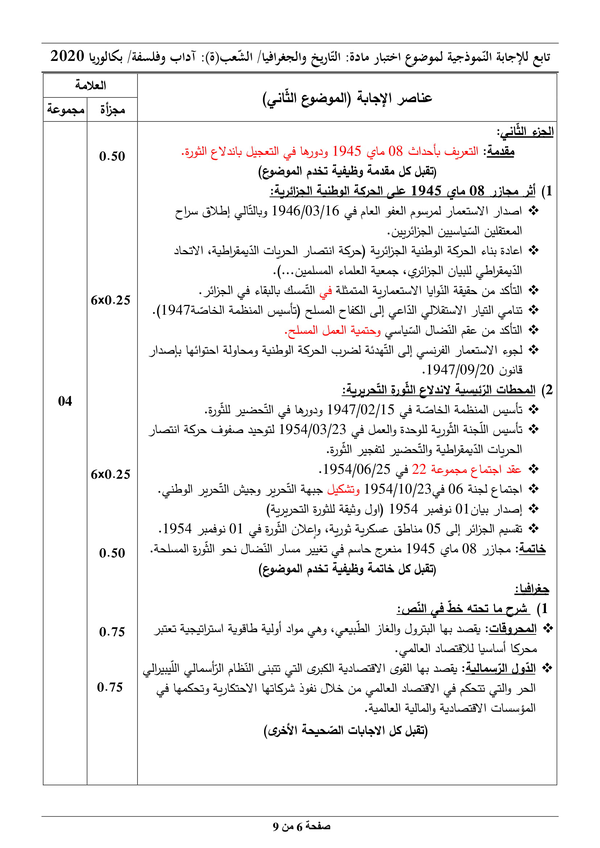 تابع للإجابة النّموذجية لموضوع اختبار مادة: التّاريخ والجغرافيا/ الشّعب(ة): آداب وفلسفة/ بكالوريا 2020
العلامة
عناصر الإجابة (الموضوع الثّاني)
مجموعة
مجزأة
الجزء الثّاني:
مقدمة: التعريف بأحداث 08 ماي 1945 ودورها في التعجيل باندلاع الثورة.
0.50
(تقبل كل مقدمة وظيفية تخدم الموضوع)
1) أثر مجازر 08 ماي 1945 على الحركة الوطنية الجزائرية:
❖ اصدار الاستعمار لمرسوم العفو العام في 1946/03/16 وبالتّالي إطلاق سراح
المعتقلين السّياسيين الجزائريين.
❖ اعادة بناء الحركة الوطنية الجزائرية (حركة انتصار الحريات الدّيمقراطية، الاتحاد
الدّيمقراطي للبيان الجزائري، جمعية العلماء المسلمين...).
❖ التأكد من حقيقة النّوايا الاستعمارية المتمثلة في التّمسك بالبقاء في الجزائر.
6x0.25
❖ تنامي التيار الاستقلالي الدّاعي إلى الكفاح المسلح (تأسيس المنظمة الخاصّة1947).
❖ التأكد من عقم النّضال السّياسي وحتمية العمل المسلح.
❖ لجوء الاستعمار الفرنسي إلى التّهدئة لضرب الحركة الوطنية ومحاولة احتوائها بإصدار
قانون 1947/09/20.
2) المحطات الرّئيسية لاندلاع الثّورة التّحريرية:
04
❖ تأسيس المنظمة الخاصّة في 1947/02/15 ودورها في التّحضير للثّورة.
❖ تأسيس اللّجنة الثّورية للوحدة والعمل في 1954/03/23 لتوحيد صفوف حركة انتصار
الحريات الدّيمقراطية والتّحضير لتفجير الثّورة.
❖ عقد اجتماع مجموعة 22 في 1954/06/25.
6x0.25
❖ اجتماع لجنة 06 في1954/10/23 وتشكيل جبهة التّحرير وجيش التّحرير الوطني.
❖ إصدار بيان01 نوفمبر 1954 (اول وثيقة للثورة التحريرية)
❖ تقسيم الجزائر إلى 05 مناطق عسكرية ثورية، وإعلان الثّورة في 01 نوفمبر 1954.
خاتمة: مجازر 08 ماي 1945 منعرج حاسم في تغيير مسار النّضال نحو الثّورة المسلحة.
0.50
(تقبل كل خاتمة وظيفية تخدم الموضوع)
جغرافيا:
1) شرح ما تحته خطّ في النّص:
❖ المحروقات: يقصد بها البترول والغاز الطّبيعي، وهي مواد أولية طاقوية استراتيجية تعتبر
0.75
محركا أساسيا للاقتصاد العالمي.
❖ الدّول الرّسمالية: يقصد بها القوى الاقتصادية الكبرى التي تتبنى النّظام الرّأسمالي اللّيبيرالي
0.75
الحر والتي تتحكم في الاقتصاد العالمي من خلال نفوذ شركاتها الاحتكارية وتحكمها في
المؤسسات الاقتصادية والمالية العالمية.
(تقبل كل الاجابات الصّحيحة الأخرى)
صفحة 6 من 9